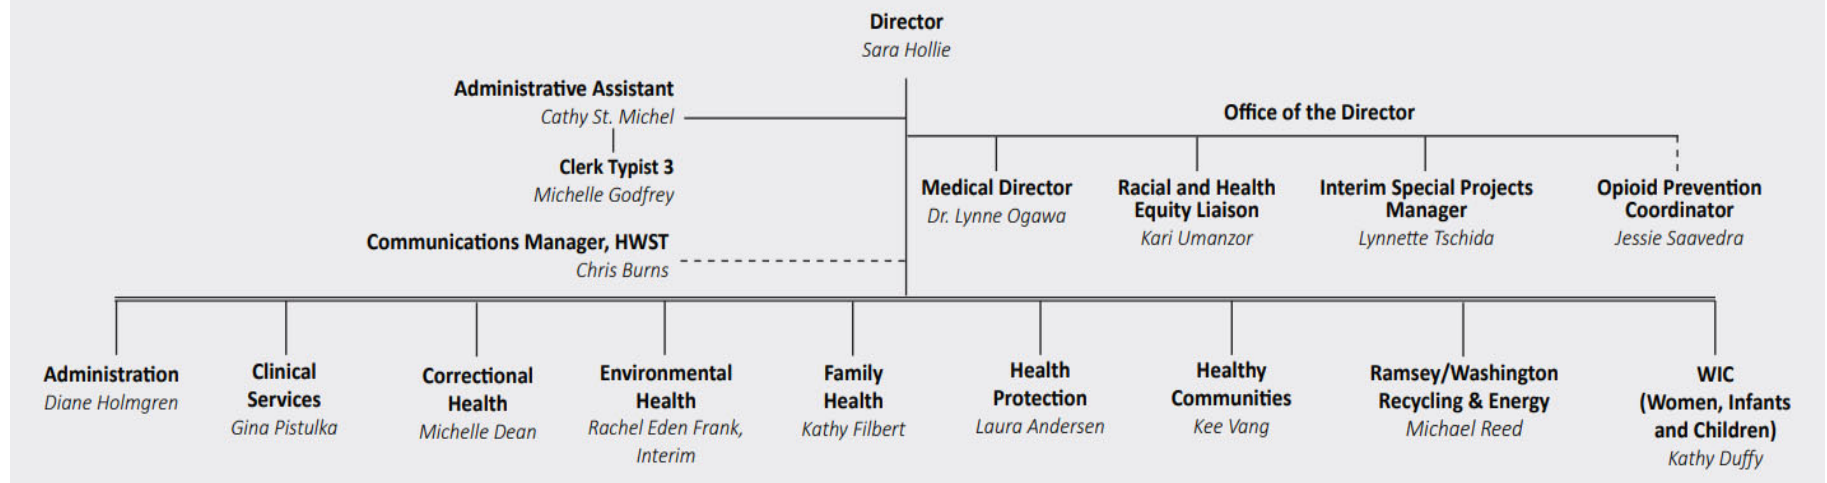 Director
Sara Hollie
Administrative Assistant
Cathy St. Michel
Clerk Typist 3
Michelle Godfrey
Communications Manager, HWST
Chris Burns
Office of the Director
Medical Director
Dr. Lynne Ogawa
Racial and Health
Equity Liaison
Kari Umanzor
Interim Special Projects
Manager
Lynnette Tschida
Opioid Prevention
Coordinator
Jessie Saavedra
Administration
Diane Holmgren
Clinical
Services
Gina Pistulka
Correctional
Health
Michelle Dean
Environmental
Health
Rachel Eden Frank,
Interim
Family
Health
Kathy Filbert
Health
Protection
Laura Andersen
Healthy
Communities
Kee Vang
Ramsey/Washington
Recycling & Energy
Michael Reed
WIC
(Women, Infants
and Children)
Kathy Duffy